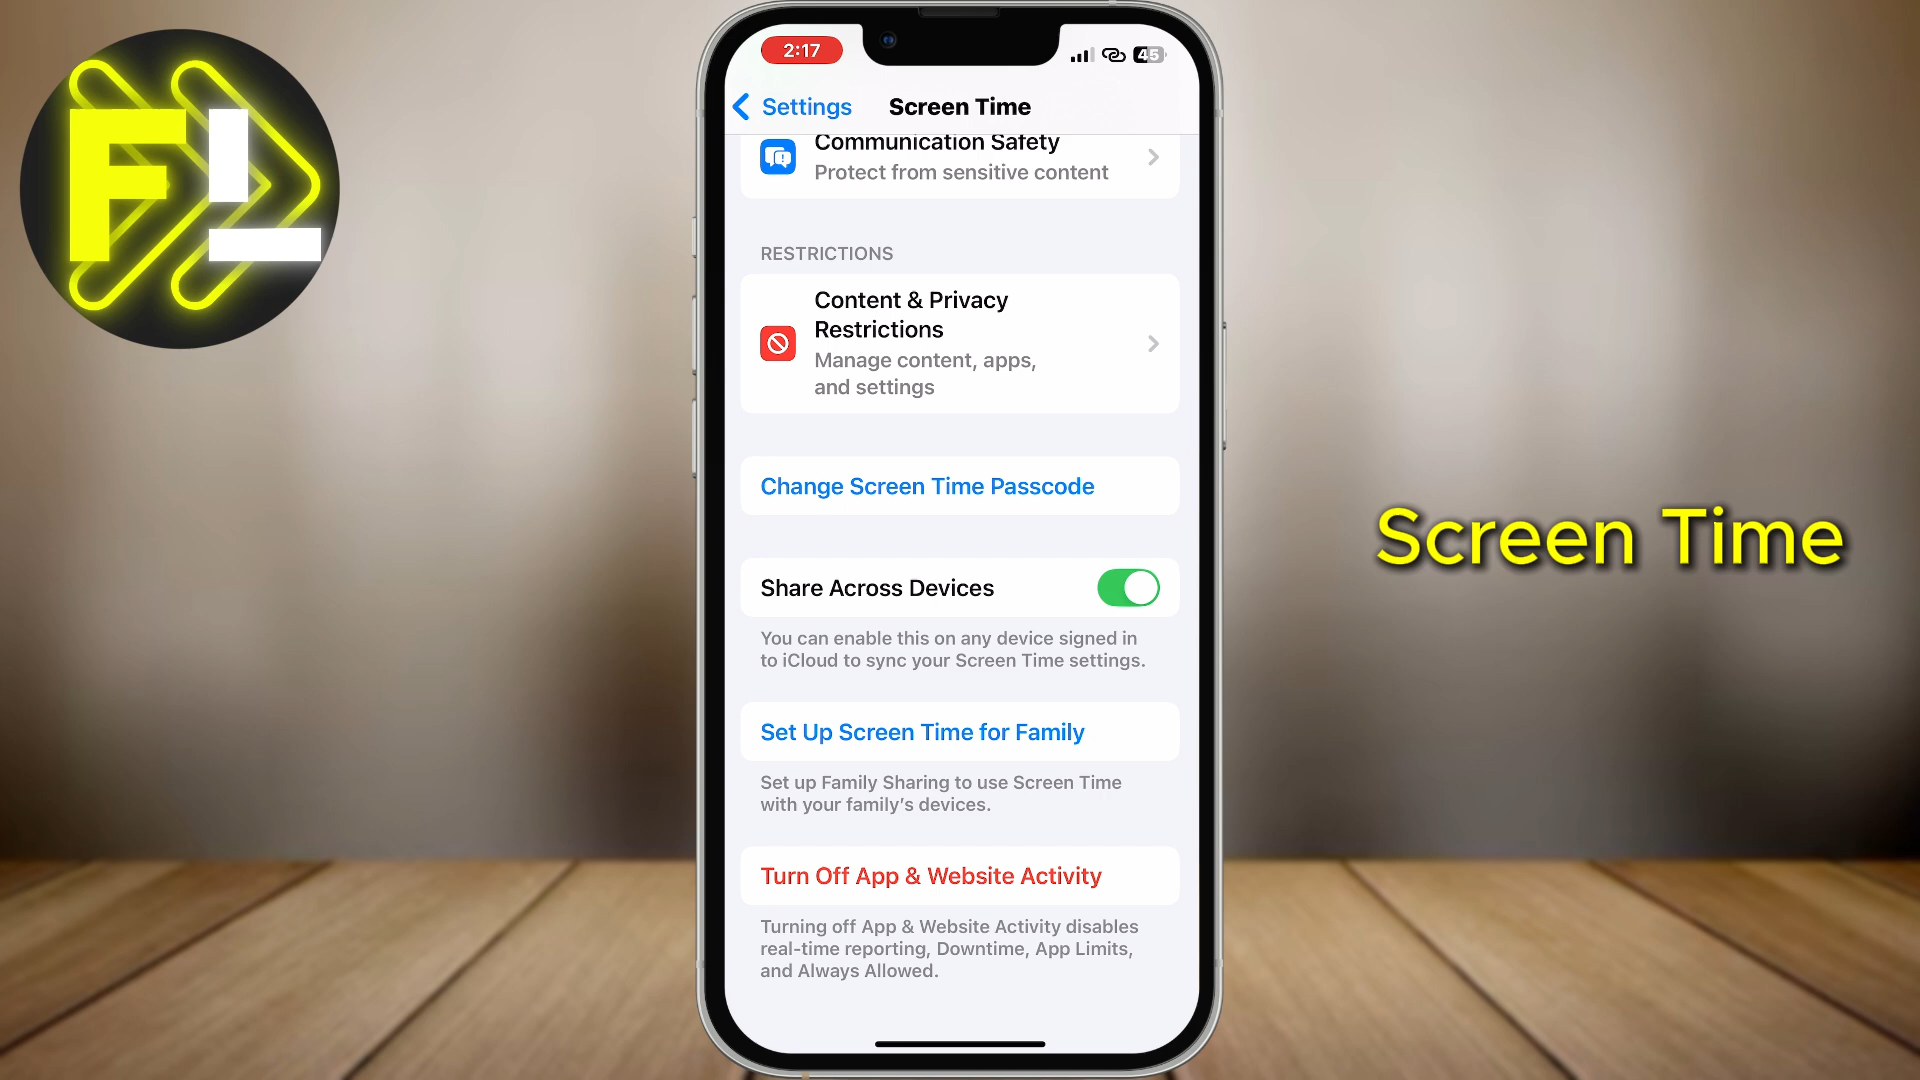 FL
2:17
45
Settings
Screen Time
Communication Safety
Protect from sensitive content
RESTRICTIONS
Content & Privacy
Restrictions
Manage content, apps,
and settings
Change Screen Time Passcode
Share Across Devices
You can enable this on any device signed in
to iCloud to sync your Screen Time settings.
Set Up Screen Time for Family
Set up Family Sharing to use Screen Time
with your family’s devices.
Turn Off App & Website Activity
Turning off App & Website Activity disables
real-time reporting, Downtime, App Limits,
and Always Allowed.
Screen Time